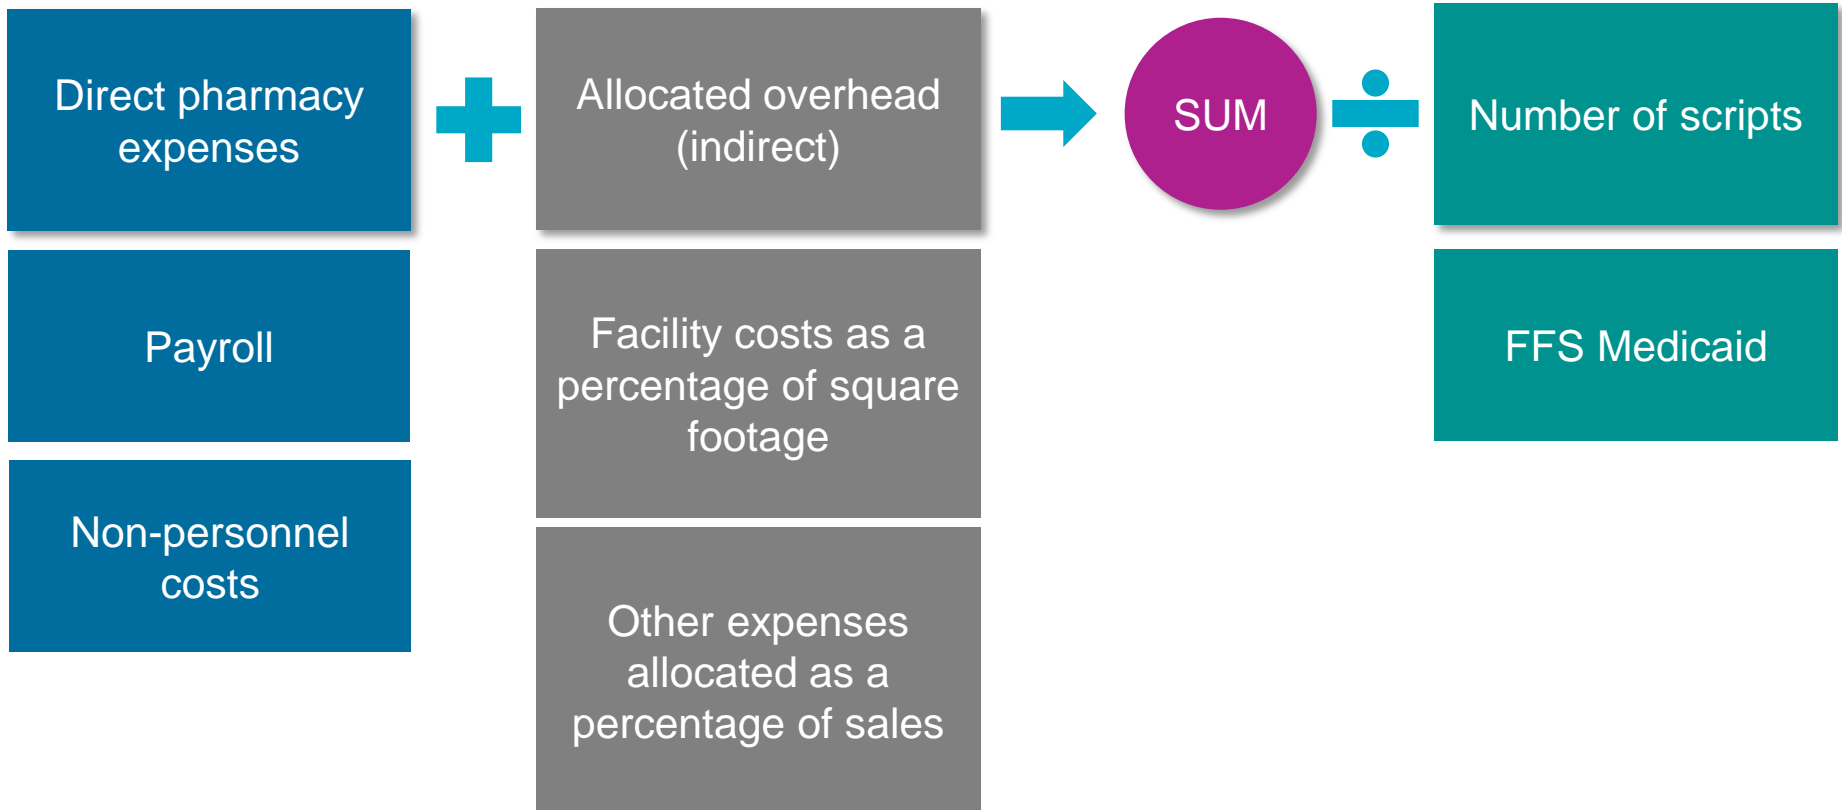 Direct pharmacy
expenses
Allocated overhead
(indirect)
SUM
Number of scripts
Payroll
Facility costs as a
percentage of square
footage
FFS Medicaid
Non-personnel
costs
Other expenses
allocated as a
percentage of sales